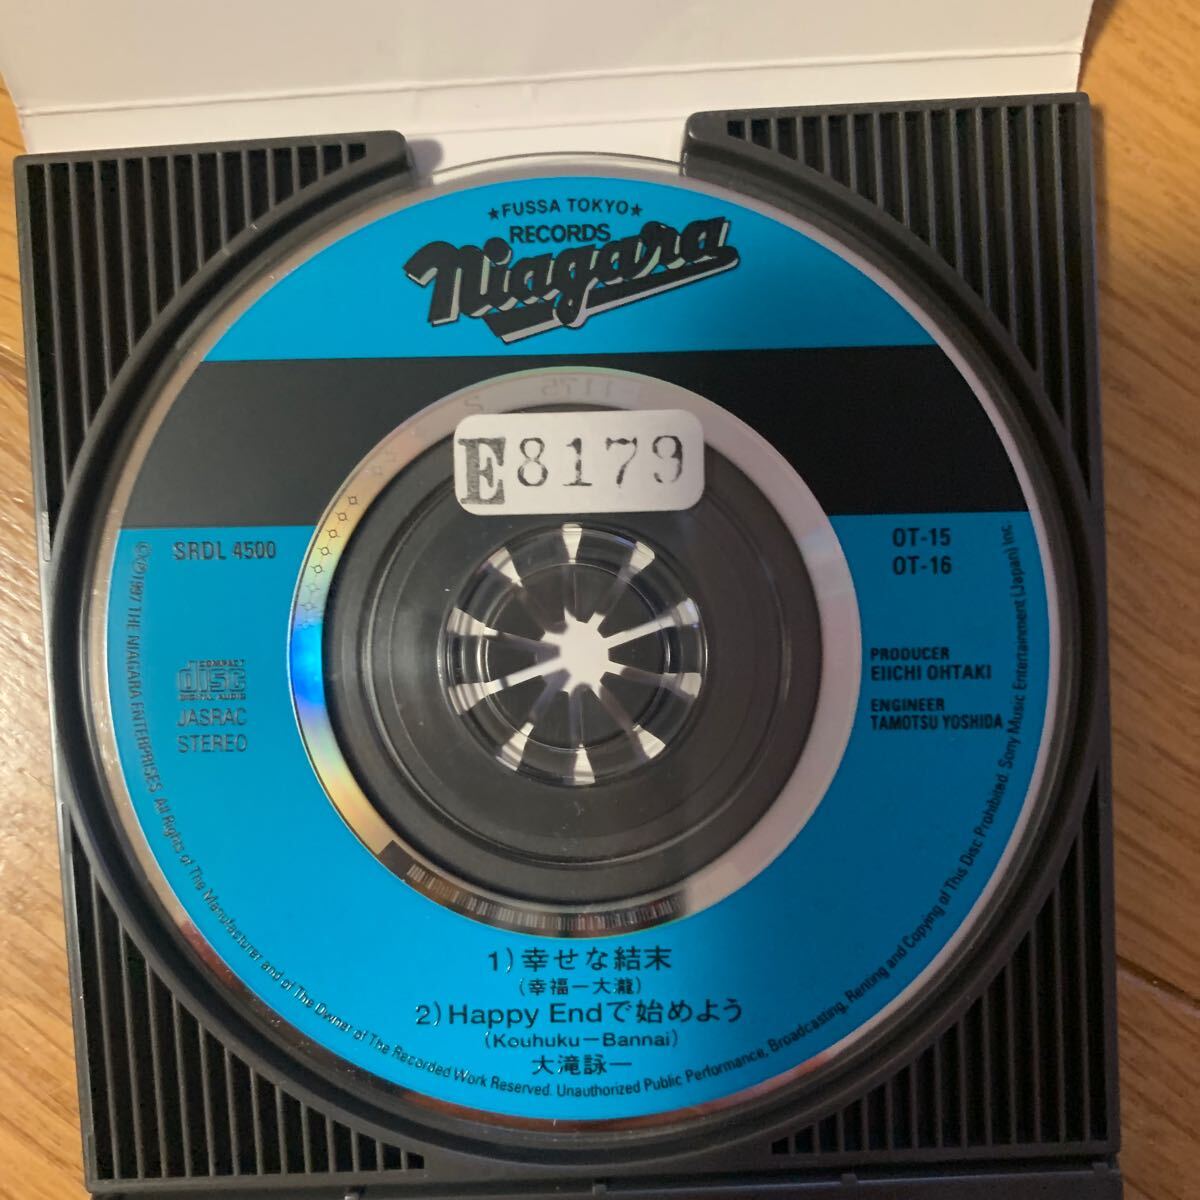 ★FUSSA TOKYO★
RECORDS
Niagara
E8179
SRDL 4500
OT-15
OT-16
COMPACT
disc
DIGITAL AUDIO
JASRAC
STEREO
PRODUCER
EIICHI OHTAKI
ENGINEER
TAMOTSU YOSHIDA
1)幸せな結末
(幸福ー大瀧)
2)Happy Endで始めよう
(Kouhuku－Bannai)
大滝詠一
©℗1997 THE NIAGARA ENTERPRISES. All Rights of The Manufacturer and of The Owner of The Recorded Work Reserved. Unauthorized Public Performance, Broadcasting, Renting and Copying of This Disc Prohibited. Sony Music Entertainment (Japan) Inc.